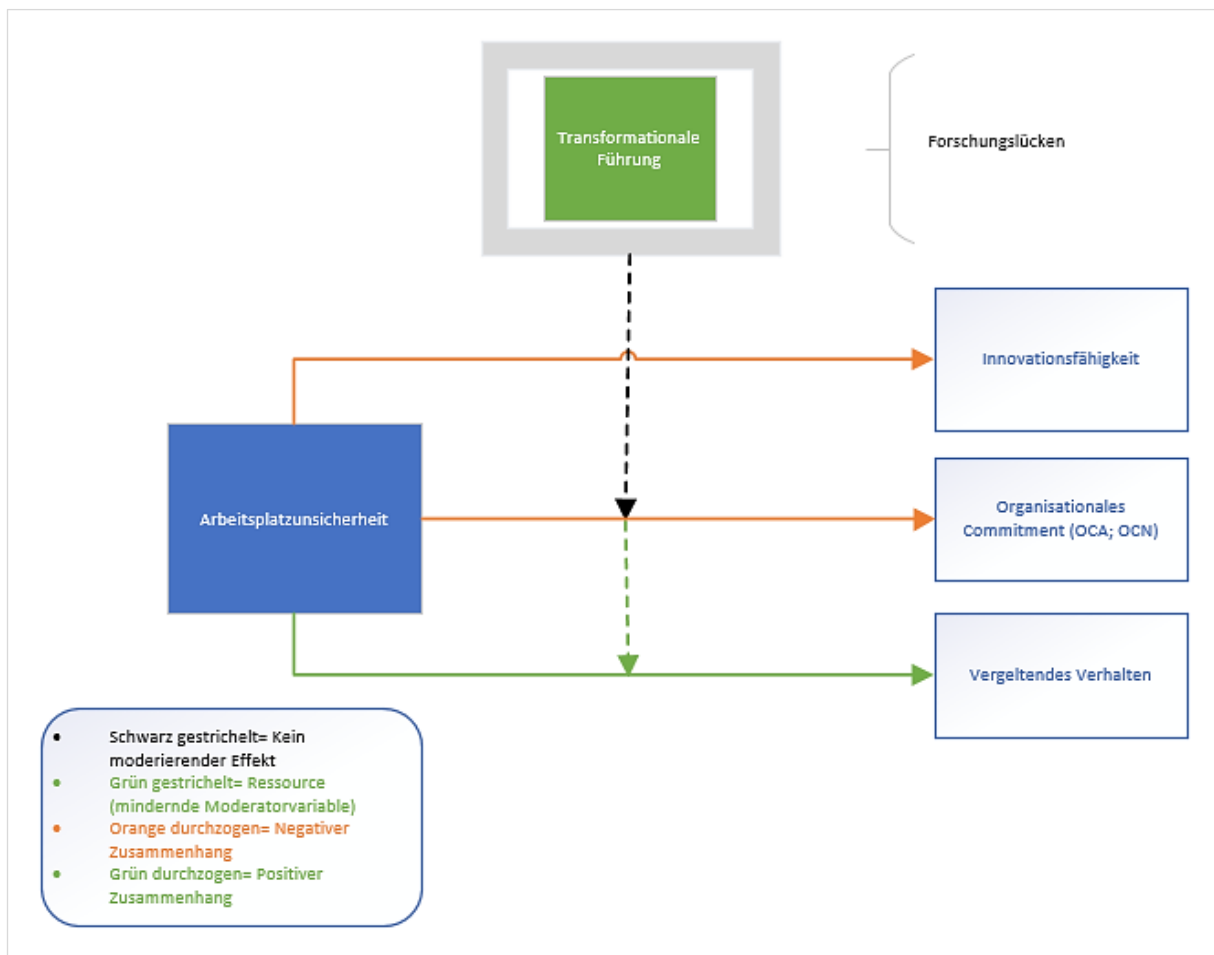 Transformationale
Führung
Forschungslücken
Innovationsfähigkeit
Arbeitsplatzunsicherheit
Organisationales
Commitment (OCA; OCN)
Vergeltendes Verhalten
• Schwarz gestrichelt= Kein
moderierender Effekt
• Grün gestrichelt= Ressource
(mindernde Moderatorvariable)
• Orange durchzogen= Negativer
Zusammenhang
• Grün durchzogen= Positiver
Zusammenhang